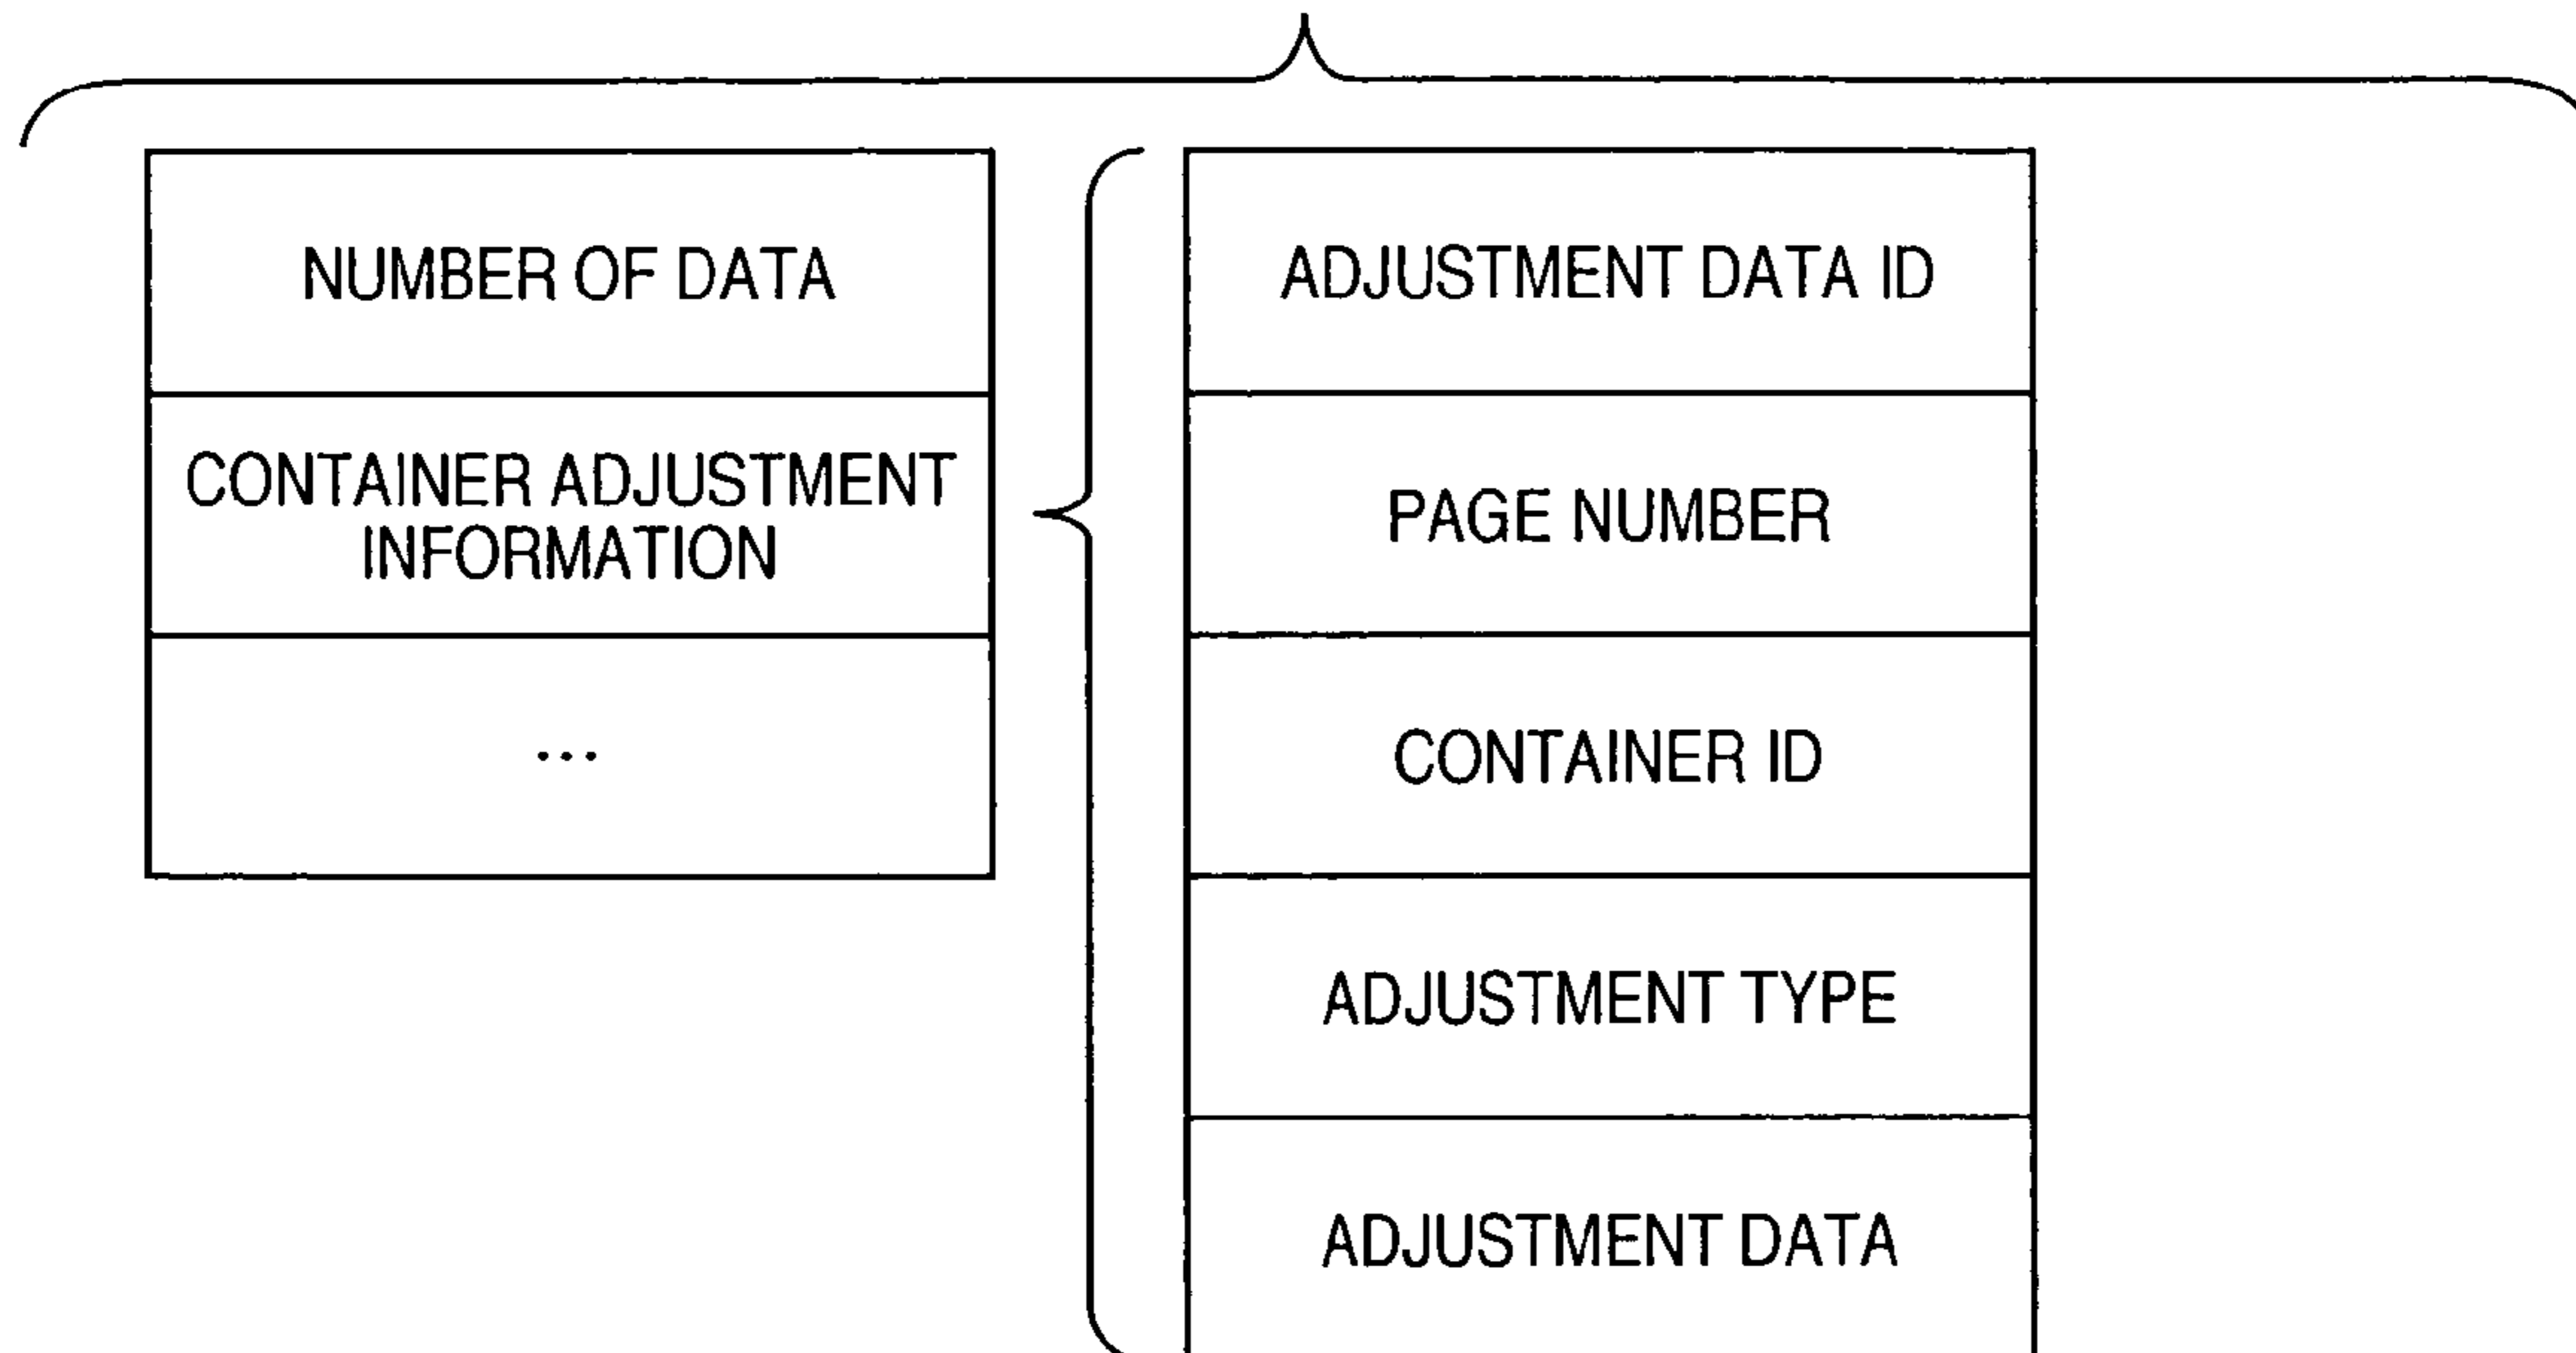 NUMBER OF DATA
CONTAINER ADJUSTMENT
INFORMATION
...
ADJUSTMENT DATA ID
PAGE NUMBER
CONTAINER ID
ADJUSTMENT TYPE
ADJUSTMENT DATA